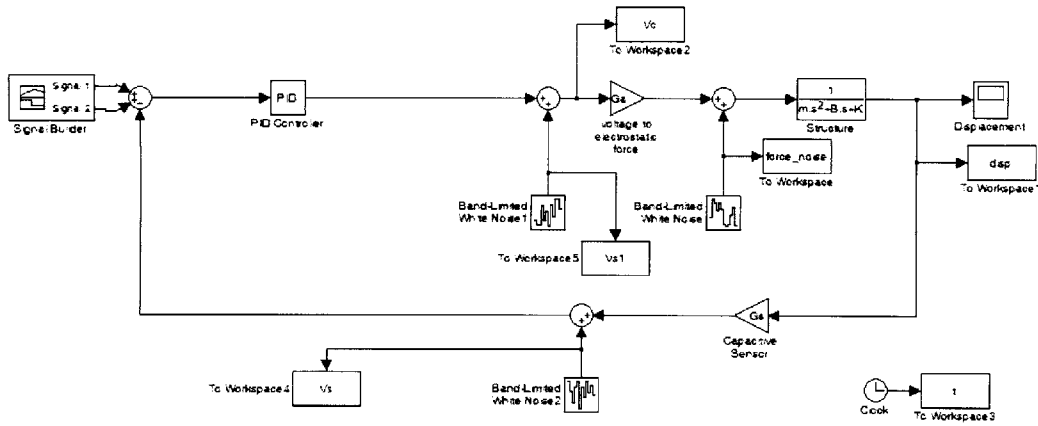 Vc
To Workspace2
Signal 1
Signal 2
Signal Builder
PID
PID Controller
Ga
voltage to
electrostatic
force
1
m.s²+B.s+K
Structure
Displacement
force_noise
To Workspace
disp
To Workspace1
Band-Limited
White Noise1
Band-Limited
White Noise
To Workspace5
Vs1
Gs
Capacitive
Sensor
To Workspace4
Vs
Band-Limited
White Noise2
Clock
t
To Workspace3